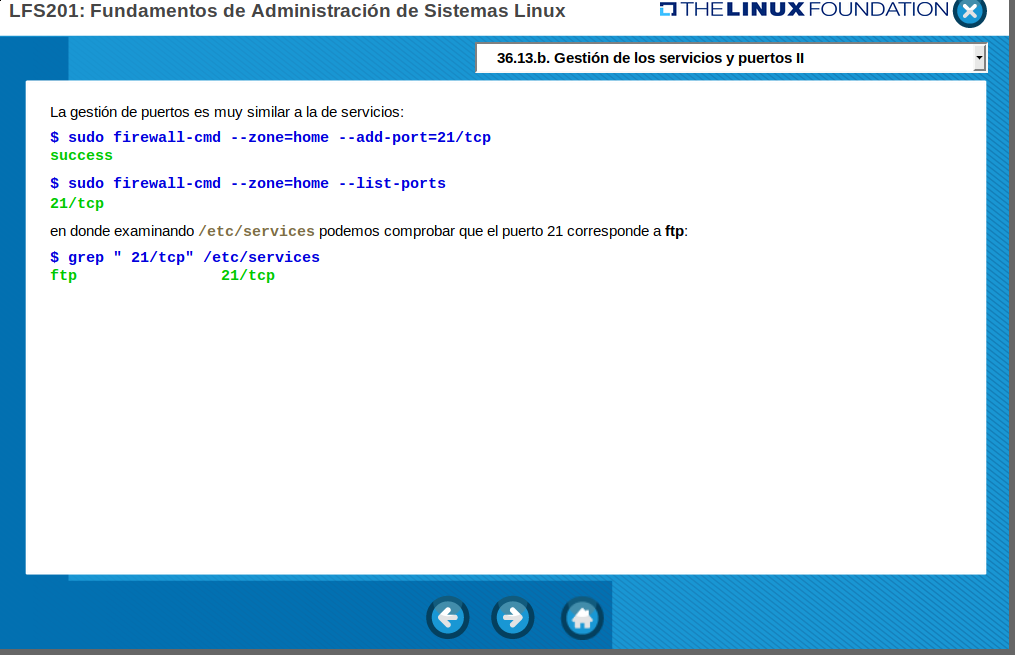 LFS201: Fundamentos de Administración de Sistemas Linux
THE LINUX FOUNDATION
36.13.b. Gestión de los servicios y puertos II
La gestión de puertos es muy similar a la de servicios:
$ sudo firewall-cmd --zone=home --add-port=21/tcp
success
$ sudo firewall-cmd --zone=home --list-ports
21/tcp
en donde examinando /etc/services podemos comprobar que el puerto 21 corresponde a ftp:
$ grep " 21/tcp" /etc/services
ftp                21/tcp